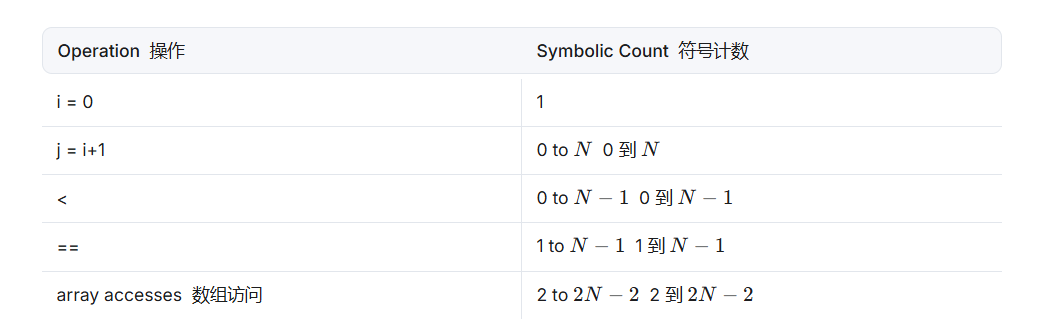 Operation 操作 Symbolic Count 符号计数
i = 0 1
j = i+1 0 to N 0 到 N
< 0 to N − 1 0 到 N − 1
== 1 to N − 1 1 到 N − 1
array accesses 数组访问 2 to 2N − 2 2 到 2N − 2